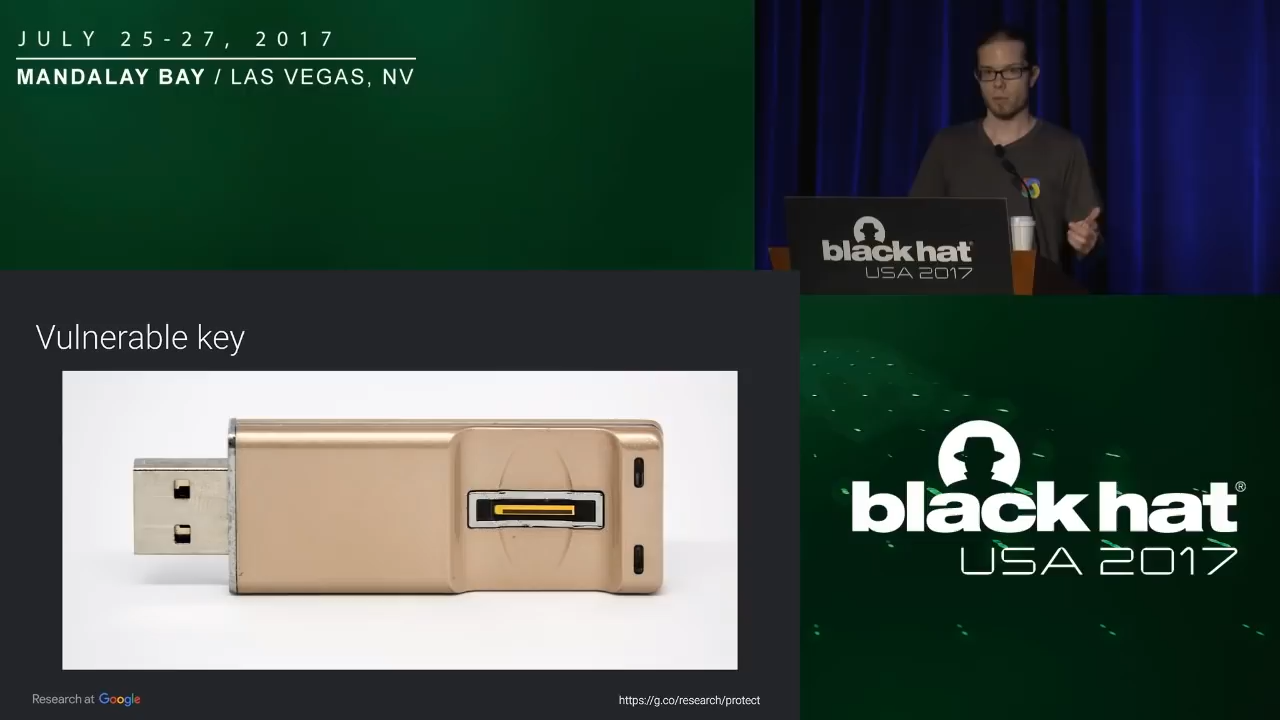 JULY 25-27, 2017
MANDALAY BAY / LAS VEGAS, NV
black hat
USA 2017
Vulnerable key
black hat®
USA 2017
Research at Google
https://g.co/research/protect